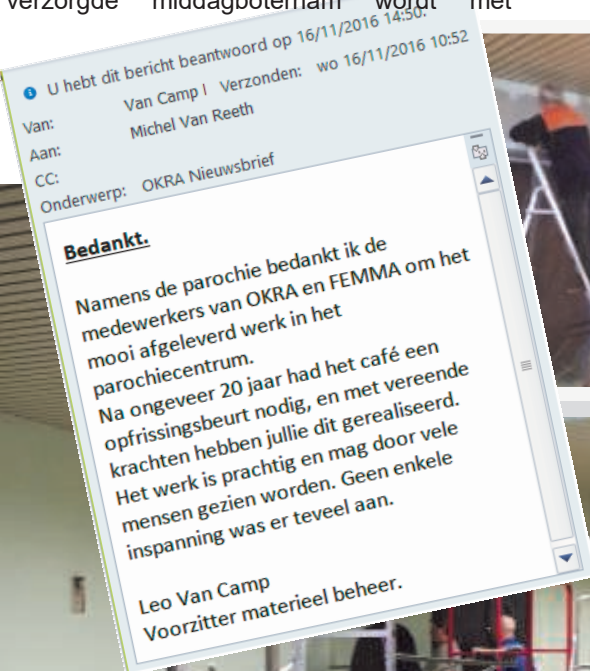 verzorgde middagboterham wordt met
U hebt dit bericht beantwoord op 16/11/2016 14:50.
Van: Van Camp l Verzonden: wo 16/11/2016 10:52
Aan: Michel Van Reeth
CC:
Onderwerp: OKRA Nieuwsbrief
Bedankt.
Namens de parochie bedankt ik de
medewerkers van OKRA en FEMMA om het
mooi afgeleverd werk in het
parochiecentrum.
Na ongeveer 20 jaar had het café een
opfrissingsbeurt nodig, en met vereende
krachten hebben jullie dit gerealiseerd.
Het werk is prachtig en mag door vele
mensen gezien worden. Geen enkele
inspanning was er teveel aan.
Leo Van Camp
Voorzitter materieel beheer.